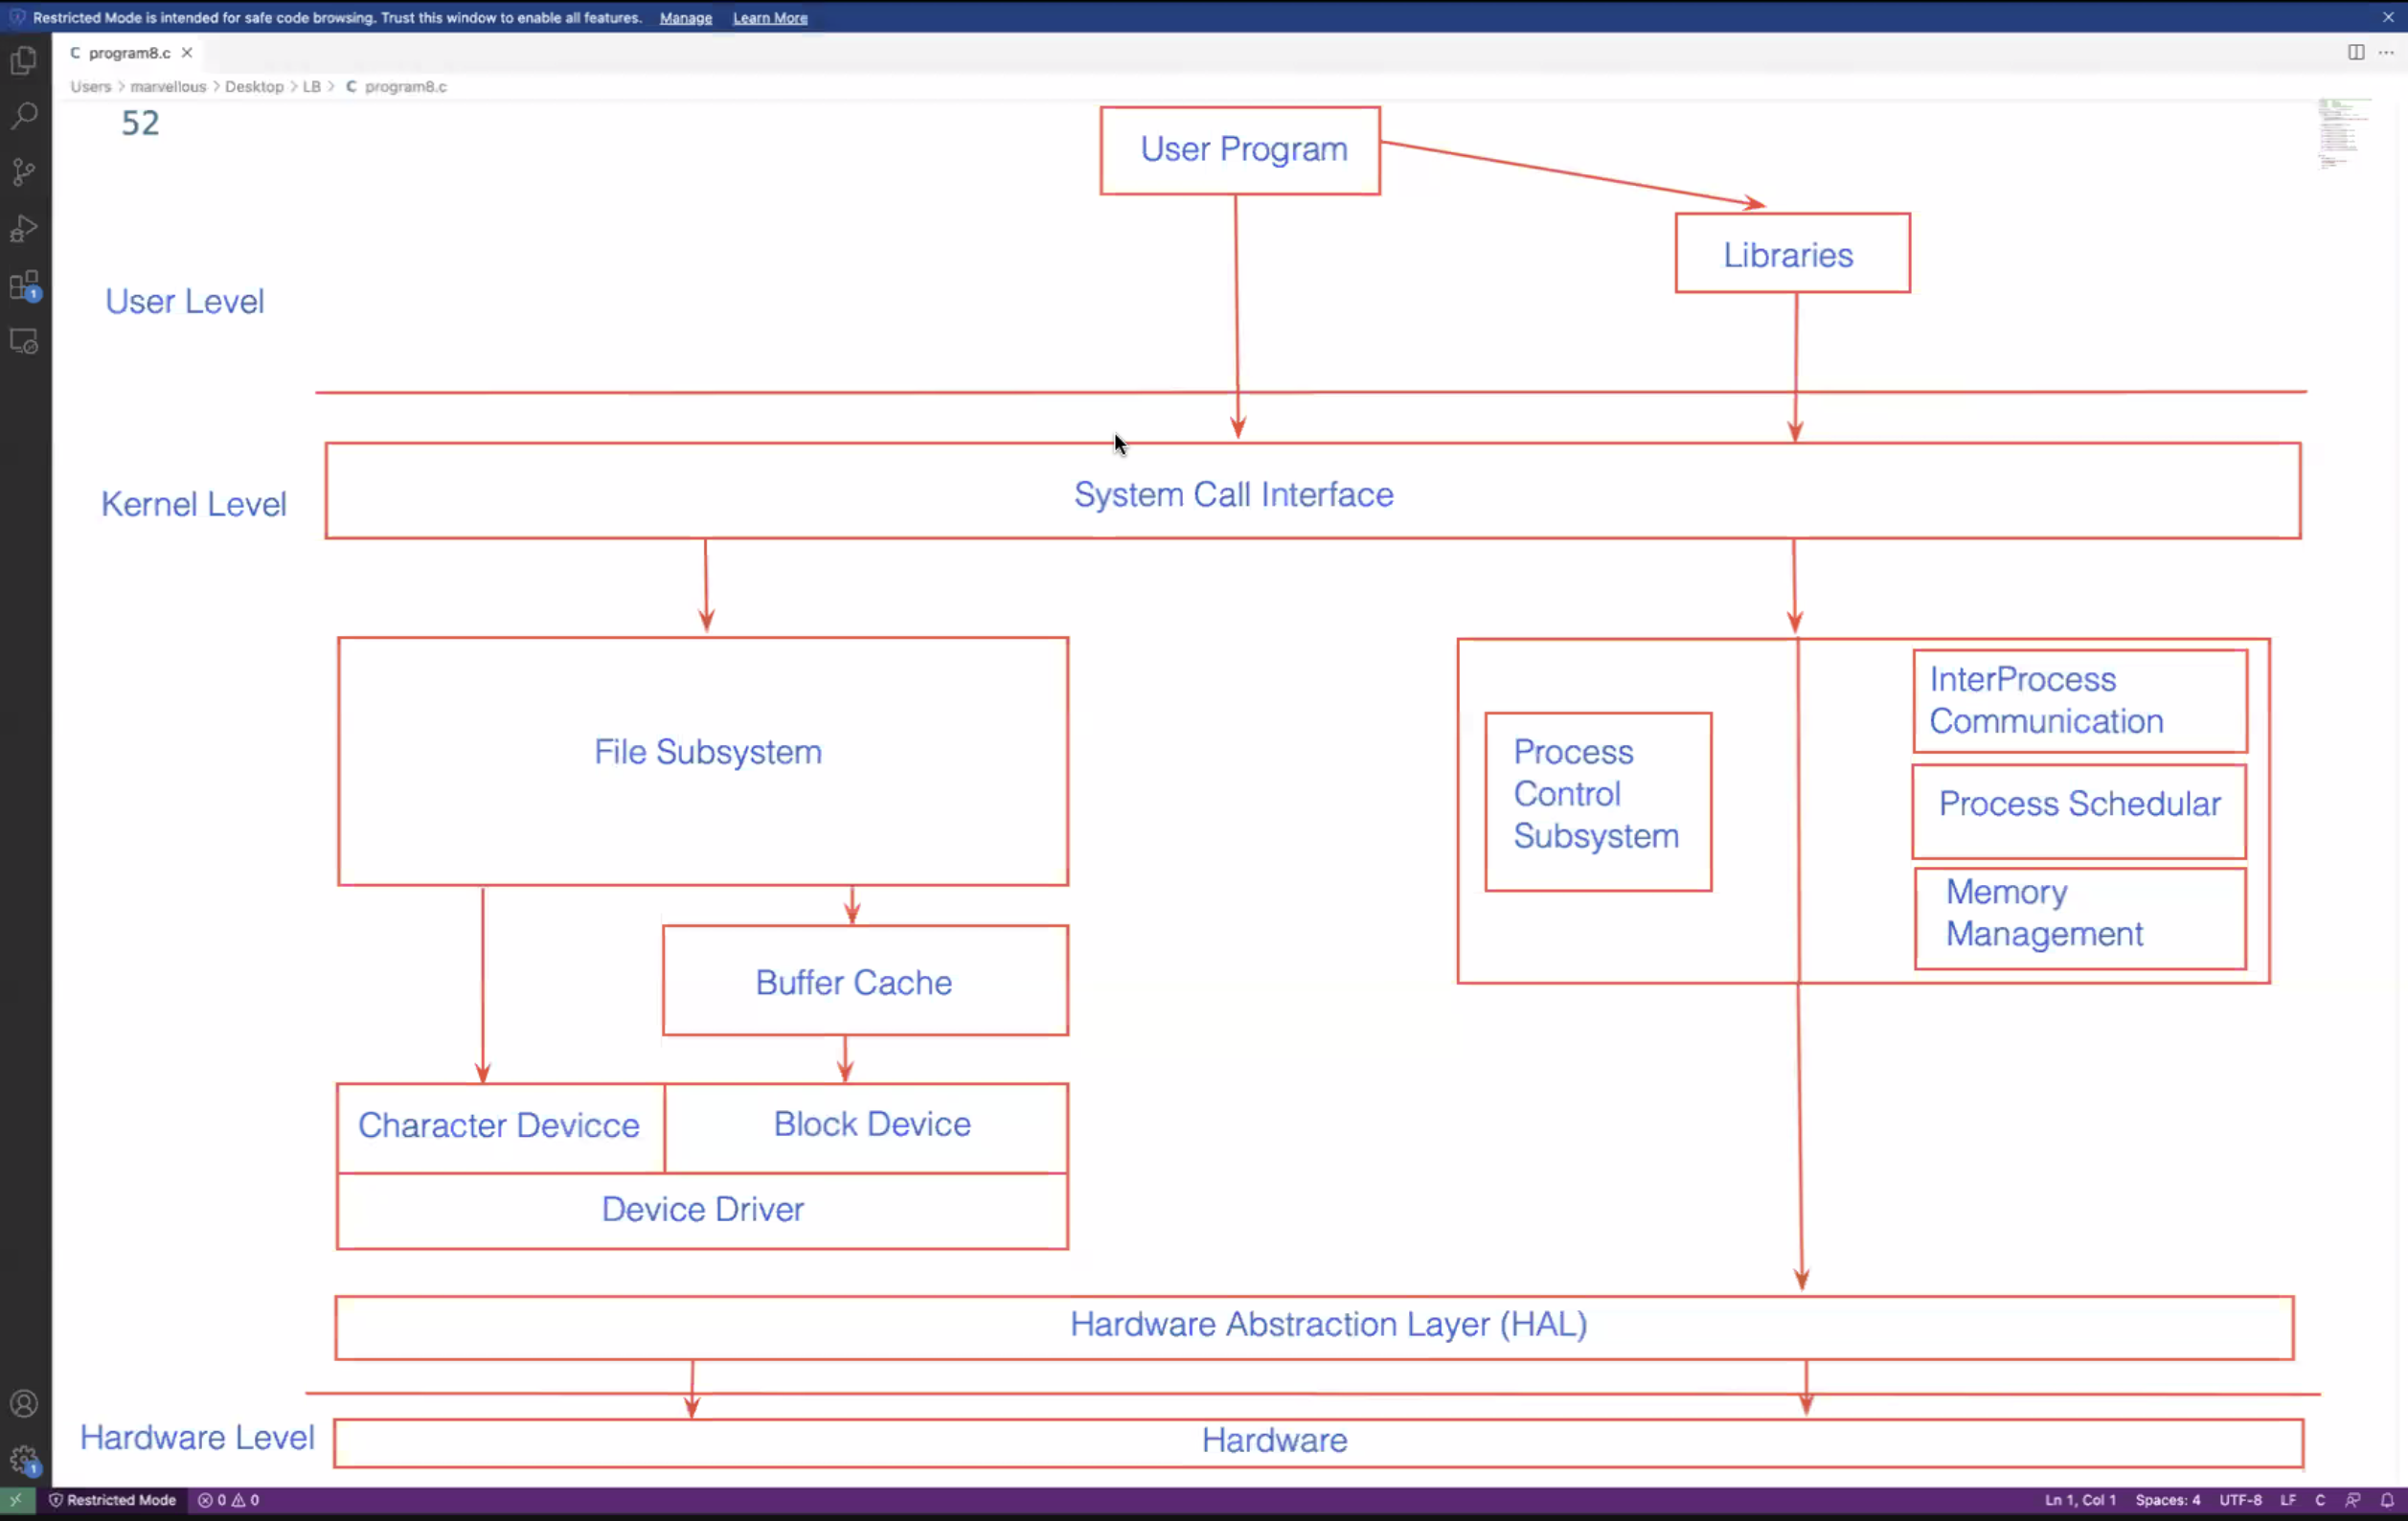 Restricted Mode is intended for safe code browsing. Trust this window to enable all features. Manage Learn More
C program8.c
Users > marvellous > Desktop > LB > C program8.c
52
User Program
Libraries
User Level
System Call Interface
Kernel Level
File Subsystem
Process
Control
Subsystem
InterProcess
Communication
Process Schedular
Memory
Management
Buffer Cache
Character Devicce
Block Device
Device Driver
Hardware Abstraction Layer (HAL)
Hardware Level
Hardware
1
1
Restricted Mode 0 0 Ln 1, Col 1 Spaces: 4 UTF-8 LF C